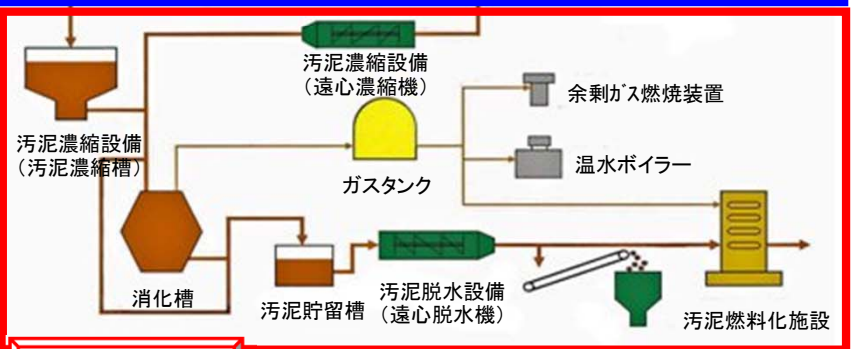 汚泥濃縮設備
（遠心濃縮機）
余剰ガス燃焼装置
汚泥濃縮設備
（汚泥濃縮槽）
温水ボイラー
ガスタンク
消化槽
汚泥貯留槽
汚泥脱水設備
（遠心脱水機）
汚泥燃料化施設